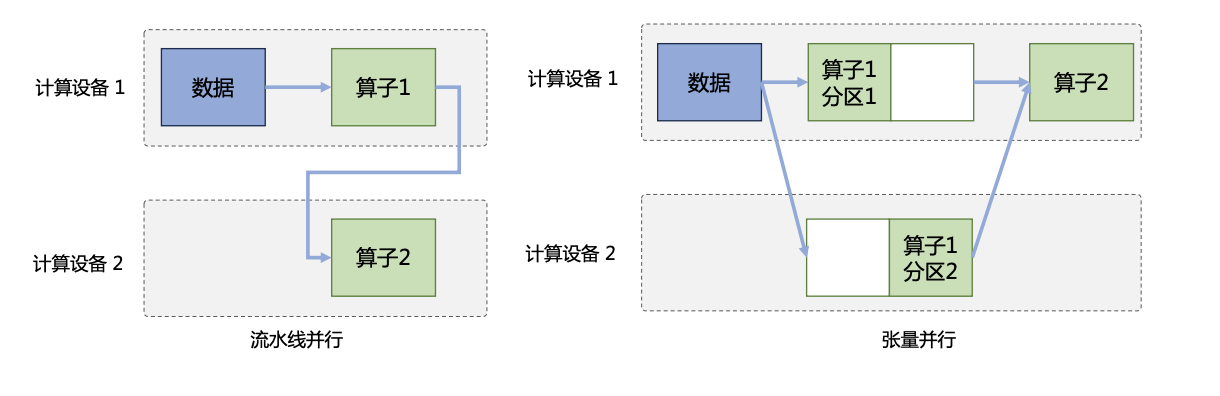 计算设备 1
数据
算子1
计算设备 2
算子2
流水线并行
计算设备 1
数据
算子1
分区1
算子2
计算设备 2
算子1
分区2
张量并行